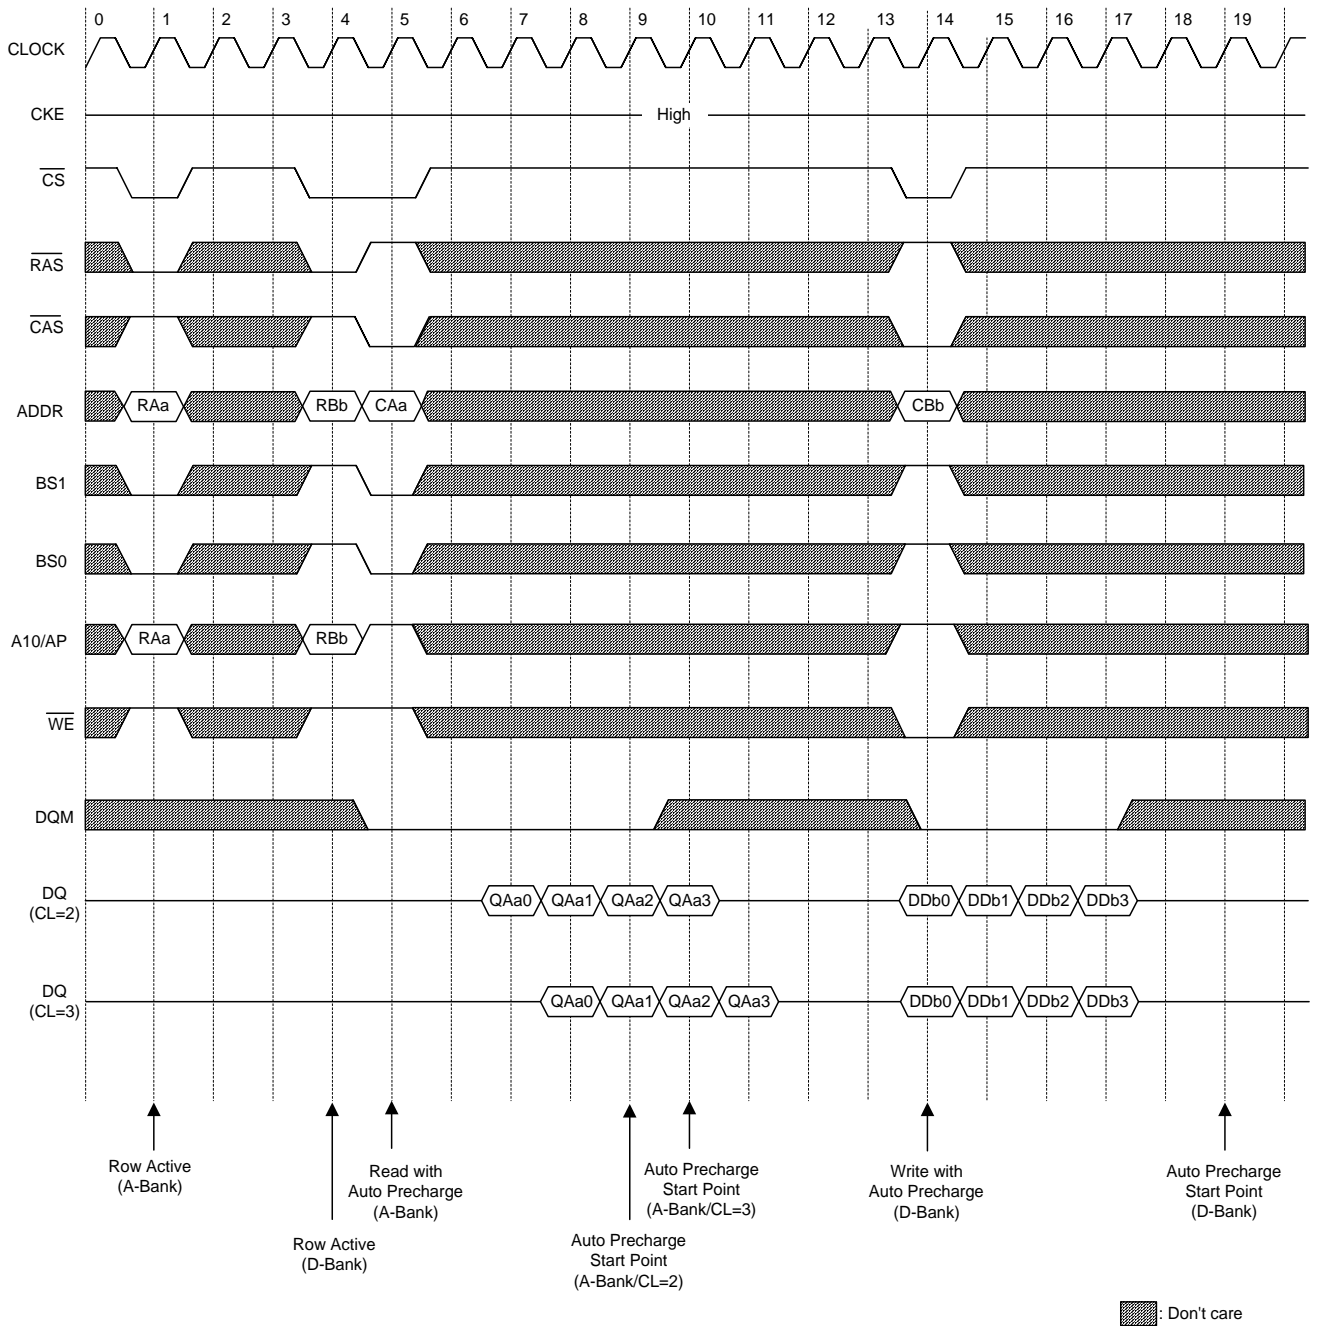 0 1 2 3 4 5 6 7 8 9 10 11 12 13 14 15 16 17 18 19
CLOCK
CKE High
CS
RAS
CAS
ADDR RAa RBb CAa CBb
BS1
BS0
A10/AP RAa RBb
WE
DQM
DQ
(CL=2)
QAa0 QAa1 QAa2 QAa3 DDb0 DDb1 DDb2 DDb3
DQ
(CL=3)
QAa0 QAa1 QAa2 QAa3 DDb0 DDb1 DDb2 DDb3
Row Active
(A-Bank)
Row Active
(D-Bank)
Read with
Auto Precharge
(A-Bank)
Auto Precharge
Start Point
(A-Bank/CL=2)
Auto Precharge
Start Point
(A-Bank/CL=3)
Write with
Auto Precharge
(D-Bank)
Auto Precharge
Start Point
(D-Bank)
: Don't care